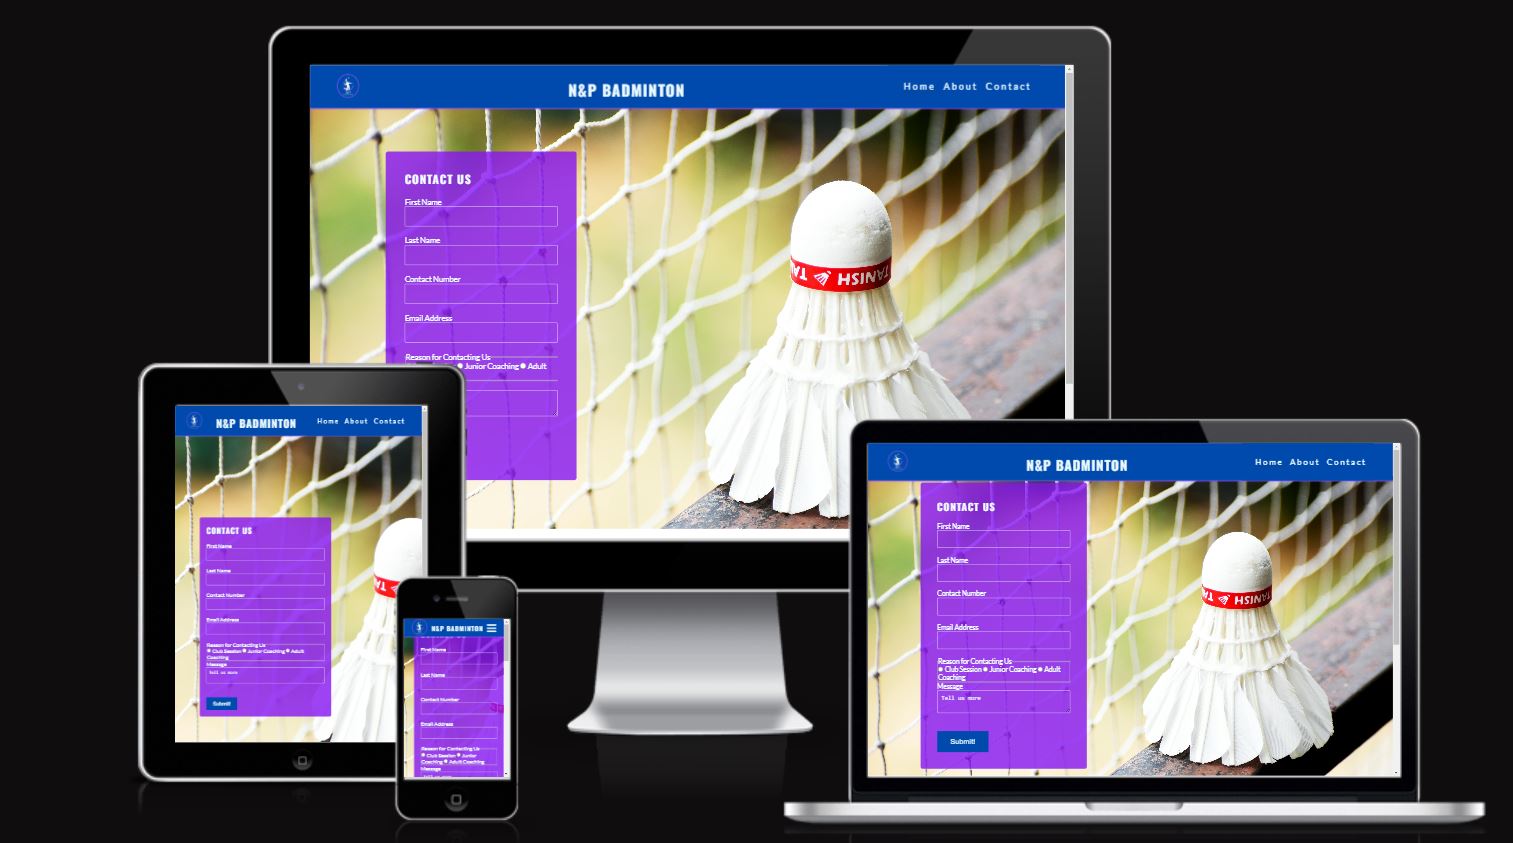 N&P BADMINTON
Home About Contact
CONTACT US
First Name
Last Name
Contact Number
Email Address
Reason for Contacting Us
Junior Coaching Adult
TANISH
TA
N&P BADMINTON
Home About Contact
CONTACT US
First Name
Last Name
Contact Number
Email Address
Reason for Contacting Us
Club Session Junior Coaching Adult
Coaching
Message
Tell us more
Submit!
N&P BADMINTON
First Name
Last Name
Contact Number
Email Address
Reason for Contacting Us
Club Session Junior
Coaching Adult Coaching
Message
N&P BADMINTON
Home About Contact
CONTACT US
First Name
Last Name
Contact Number
Email Address
Reason for Contacting Us
Club Session Junior Coaching Adult
Coaching
Message
Tell us more
Submit!
TANISH
TA